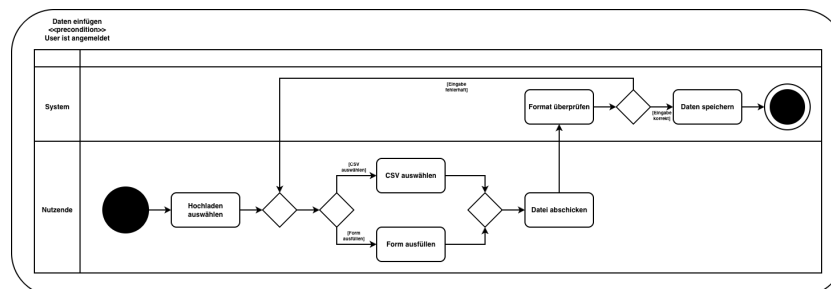 Daten einfügen
<<precondition>>
User ist angemeldet
System
[Eingabe
fehlerhaft]
Format überprüfen
[Eingabe
korrekt]
Daten speichern
Nutzende
Hochladen
auswählen
[CSV
auswählen]
CSV auswählen
[Form
ausfüllen]
Form ausfüllen
Datei abschicken